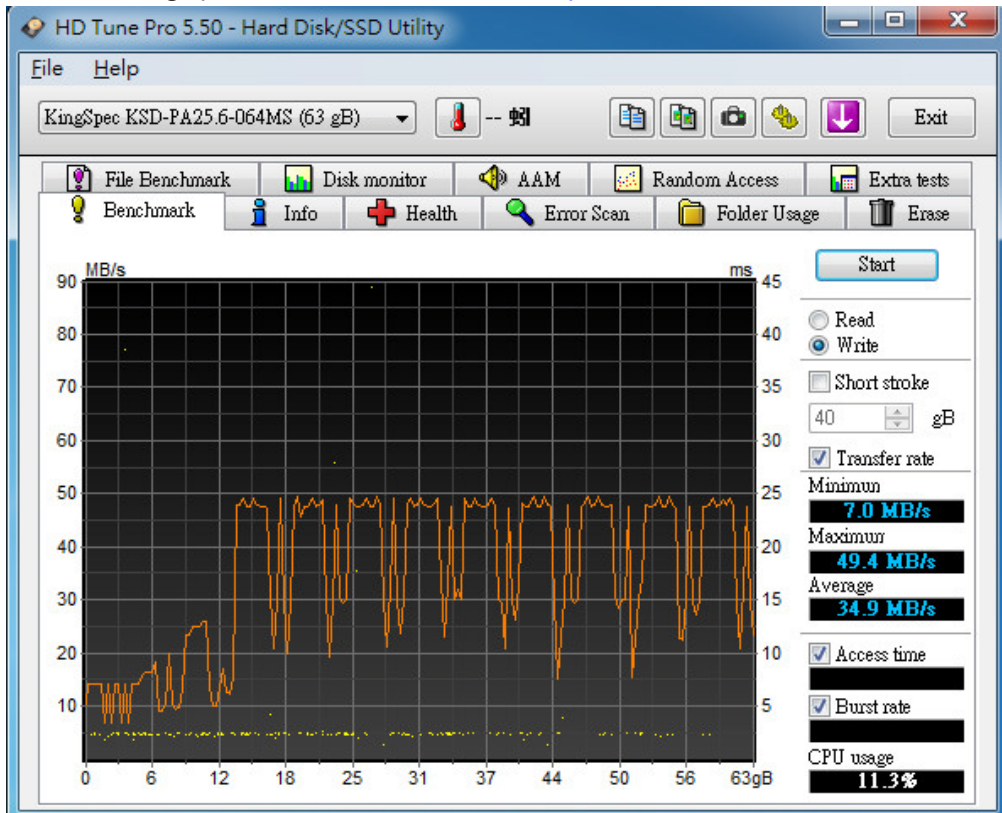 HD Tune Pro 5.50 - Hard Disk/SSD Utility
File Help
KingSpec KSD-PA25.6-064MS (63 gB) -- 蚓 Exit
File Benchmark Disk monitor AAM Random Access Extra tests
Benchmark Info Health Error Scan Folder Usage Erase
MB/s ms
90 45
80 40
70 35
60 30
50 25
40 20
30 15
20 10
10 5
0 6 12 18 25 31 37 44 50 56 63gB
Start
Read
Write
Short stroke
40 gB
Transfer rate
Minimun
7.0 MB/s
Maximun
49.4 MB/s
Average
34.9 MB/s
Access time
Burst rate
CPU usage
11.3%